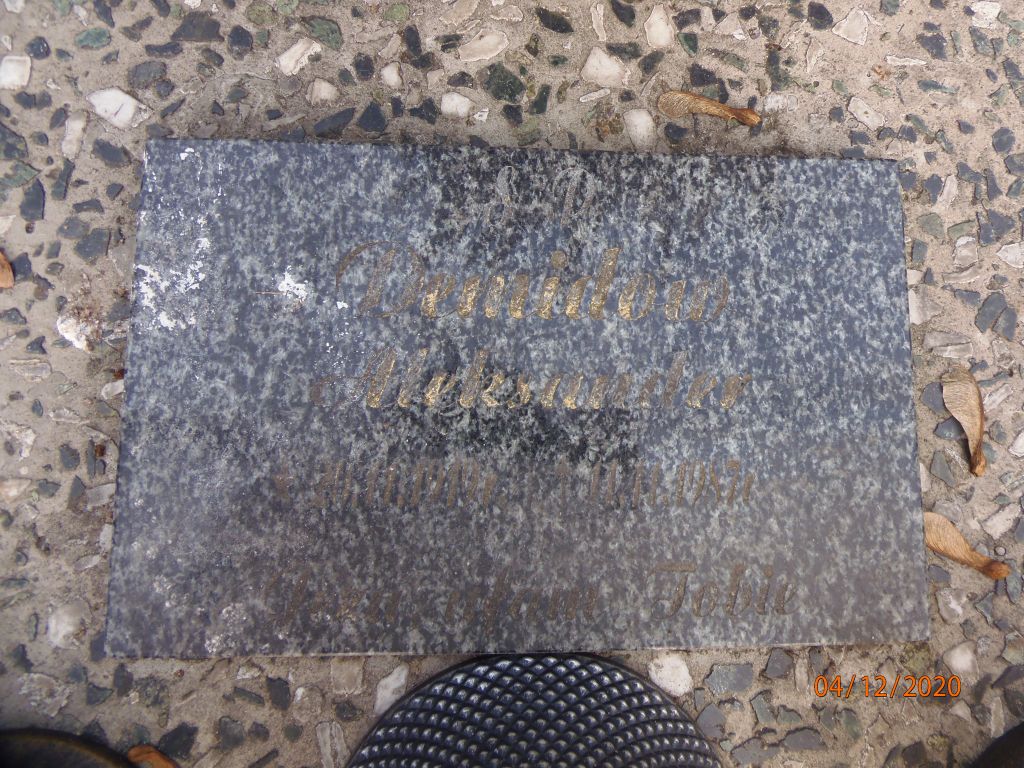 Ś. P.
Demidow
Aleksander
Jezu ufam Tobie
04/12/2020